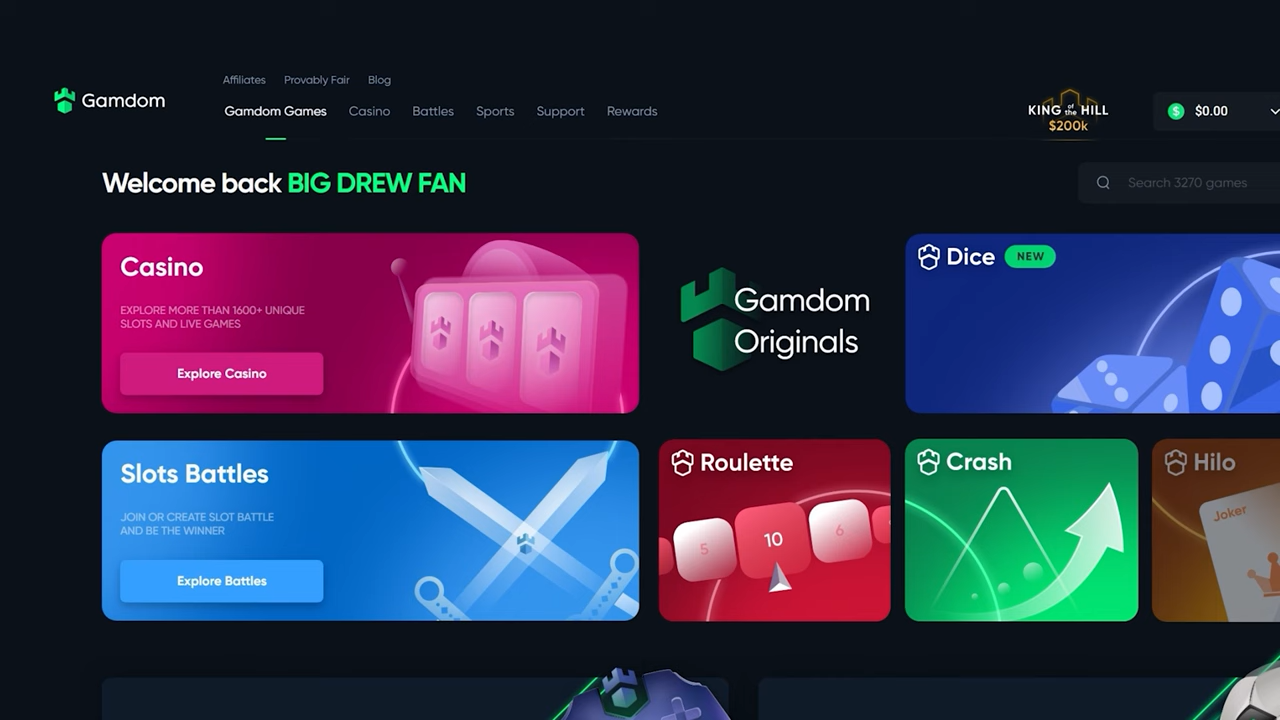 Affiliates Provably Fair Blog
Gamdom
Gamdom Games Casino Battles Sports Support Rewards
KING of the HILL
$200k
$ $0.00
Welcome back BIG DREW FAN
Search 3270 games
Casino
EXPLORE MORE THAN 1600+ UNIQUE
SLOTS AND LIVE GAMES
Explore Casino
Gamdom
Originals
Dice NEW
Slots Battles
JOIN OR CREATE SLOT BATTLE
AND BE THE WINNER
Explore Battles
Roulette
5 10 6
Crash
Hilo
Joker